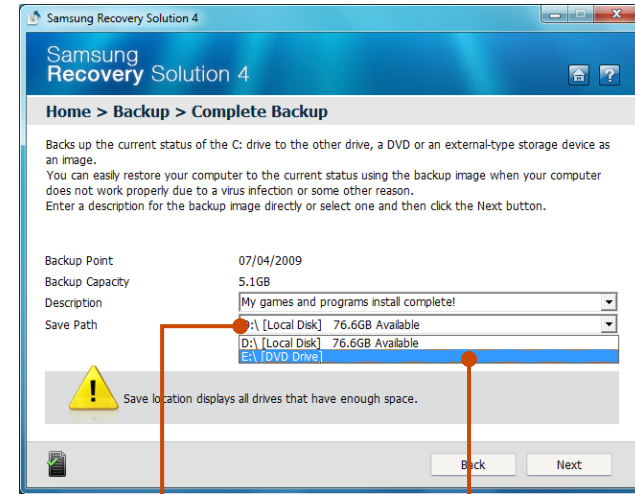 Samsung Recovery Solution 4
Samsung
Recovery Solution 4
Home > Backup > Complete Backup
Backs up the current status of the C: drive to the other drive, a DVD or an external-type storage device as
an image.
You can easily restore your computer to the current status using the backup image when your computer
does not work properly due to a virus infection or some other reason.
Enter a description for the backup image directly or select one and then click the Next button.
Backup Point 07/04/2009
Backup Capacity 5.1GB
Description My games and programs install complete!
Save Path D:\ [Local Disk] 76.6GB Available
D:\ [Local Disk] 76.6GB Available
E:\ [DVD Drive]
Save location displays all drives that have enough space.
Back Next